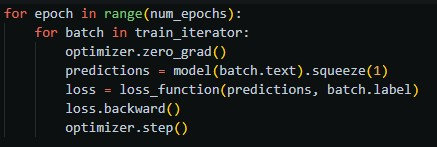 for epoch in range(num_epochs):
    for batch in train_iterator:
        optimizer.zero_grad()
        predictions = model(batch.text).squeeze(1)
        loss = loss_function(predictions, batch.label)
        loss.backward()
        optimizer.step()